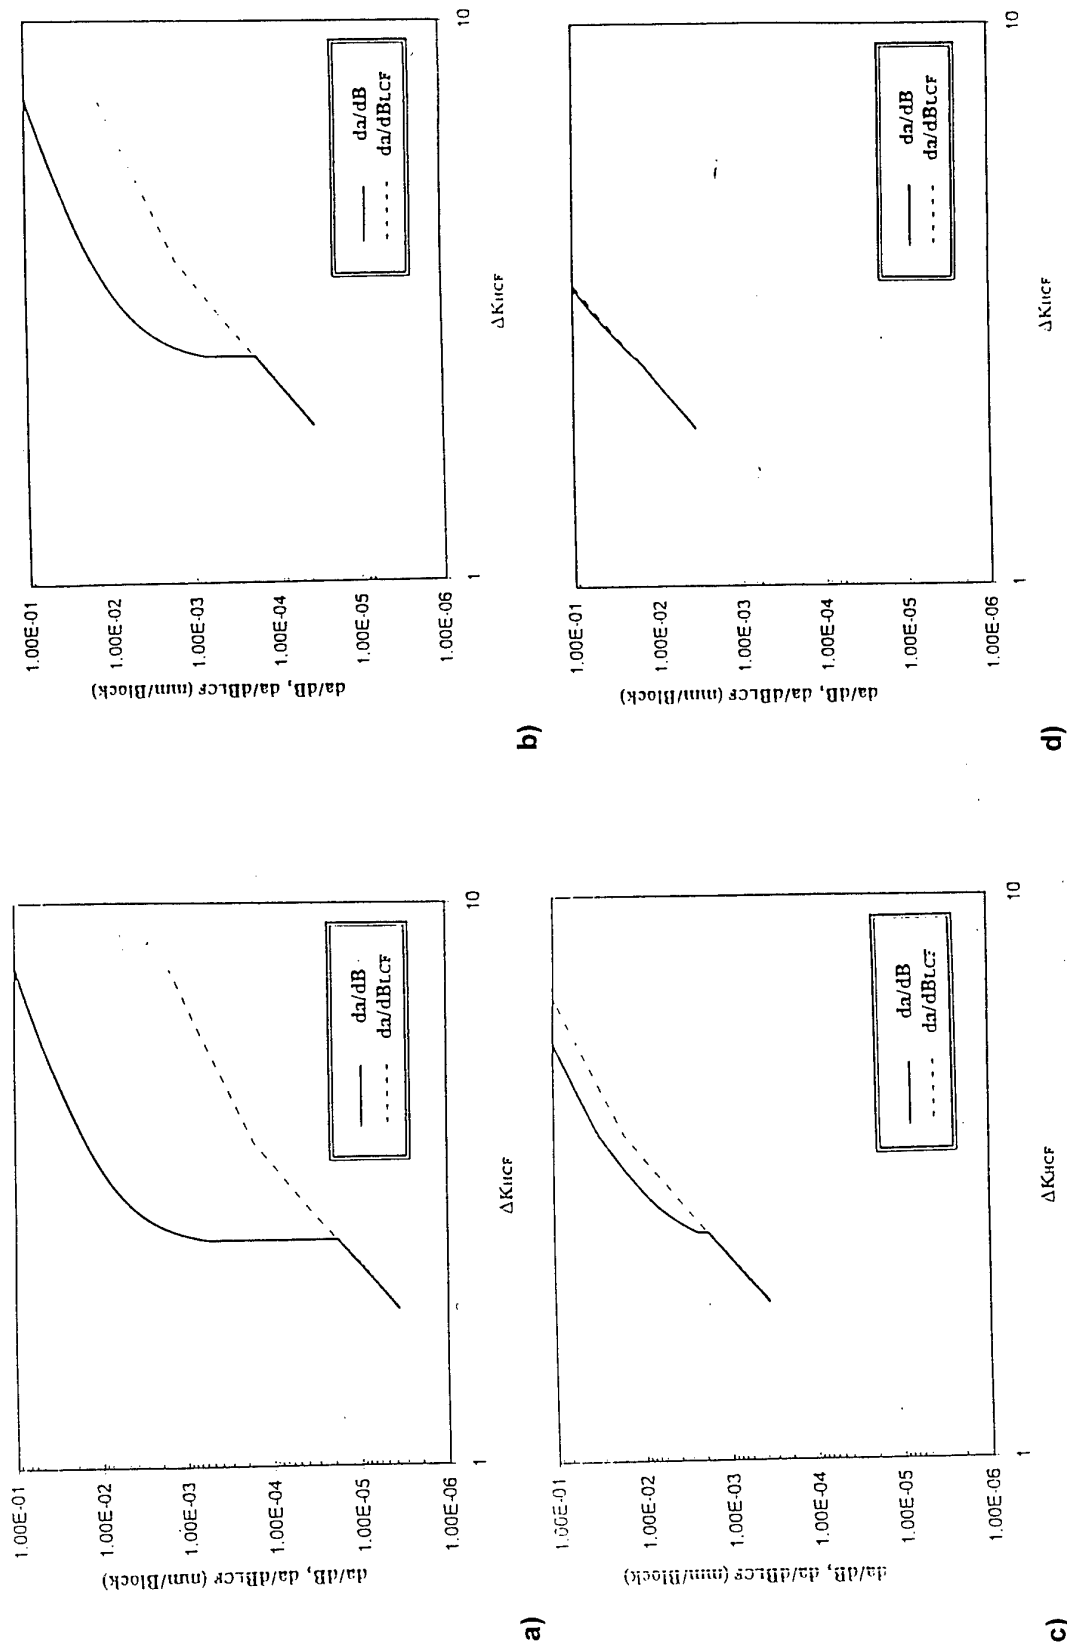 a)
da/dB, da/dBLCF (mm/Block)
1.00E-01
1.00E-02
1.00E-03
1.00E-04
1.00E-05
1.00E-06
1
10
ΔKHCF
da/dB
da/dBLCF
b)
da/dB, da/dBLCF (mm/Block)
1.00E-01
1.00E-02
1.00E-03
1.00E-04
1.00E-05
1.00E-06
1
10
ΔKHCF
da/dB
da/dBLCF
c)
da/dB, da/dBLCF (mm/Block)
1.00E-01
1.00E-02
1.00E-03
1.00E-04
1.00E-05
1.00E-06
1
10
ΔKHCF
da/dB
da/dBLCF
d)
da/dB, da/dBLCF (mm/Block)
1.00E-01
1.00E-02
1.00E-03
1.00E-04
1.00E-05
1.00E-06
1
10
ΔKHCF
da/dB
da/dBLCF